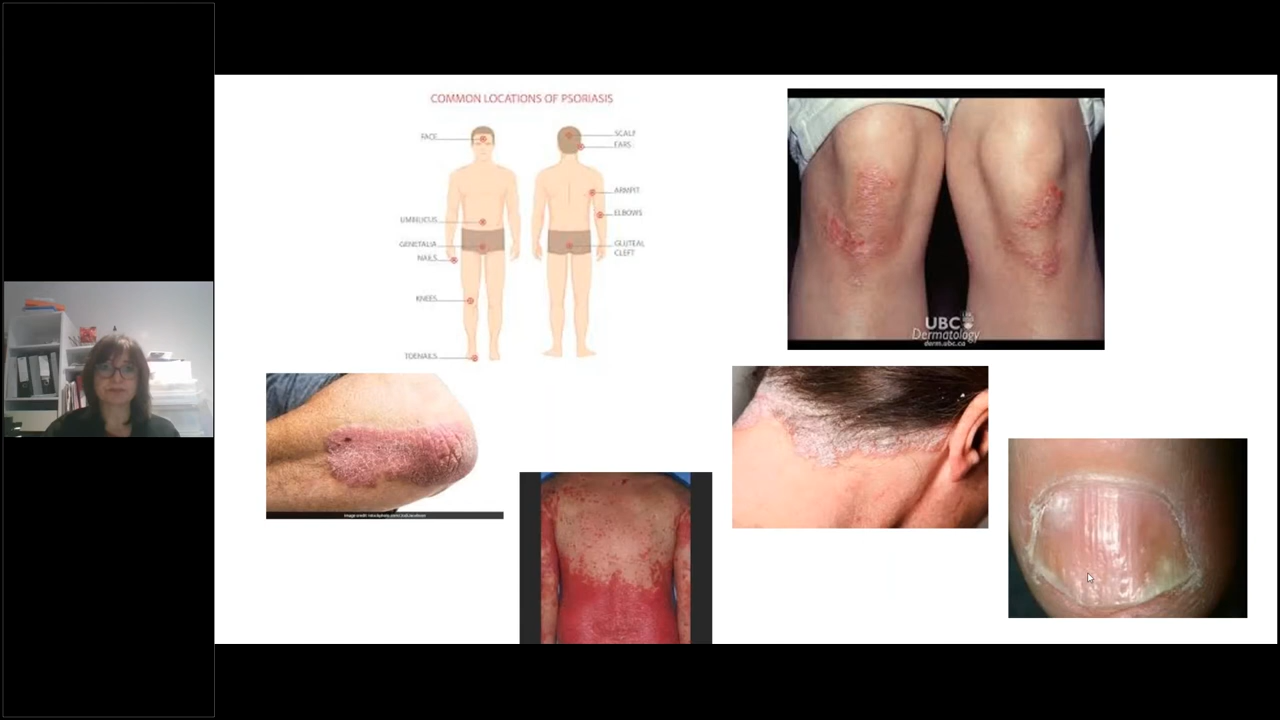 COMMON LOCATIONS OF PSORIASIS
FACE
SCALP
EARS
ARMPIT
UMBILICUS
ELBOWS
GENETALIA
GLUTEAL
CLEFT
NAILS
KNEES
TOENAILS
UBC
Dermatology
derm.ubc.ca